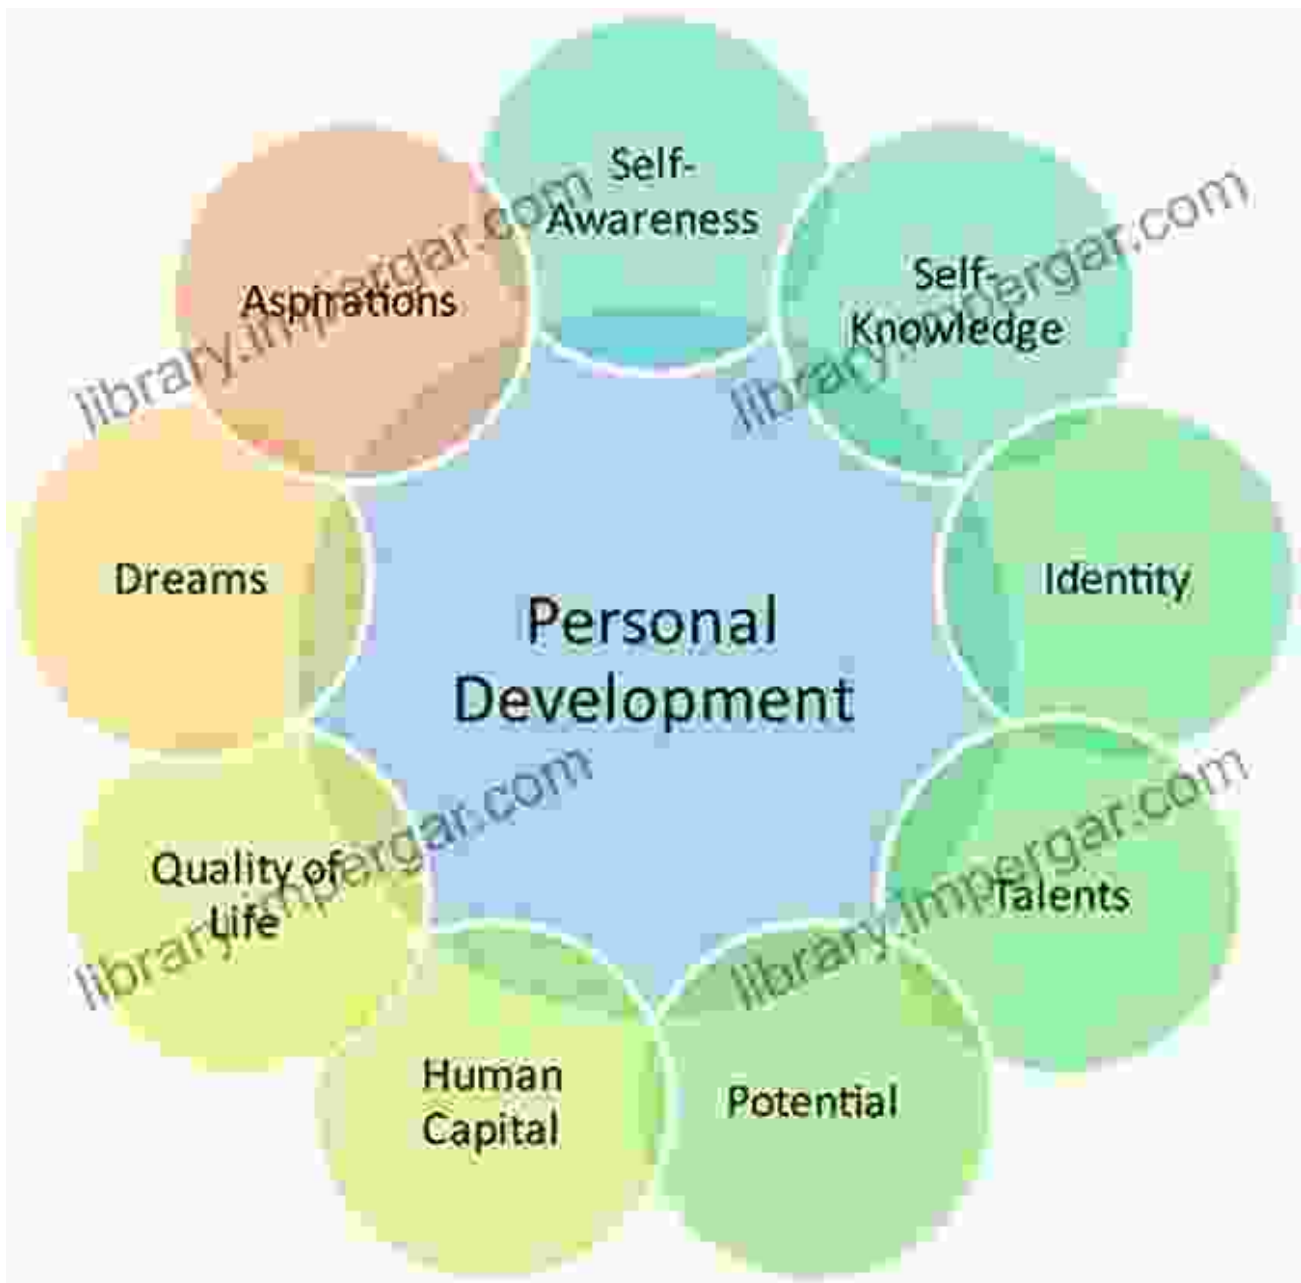 Self-
Awareness
Self-
Knowledge
Identity
Talents
Potential
Human
Capital
Quality of
Life
Dreams
Aspirations
Personal
Development
library.impergar.com
library.impergar.com
library.impergar.com
library.impergar.com